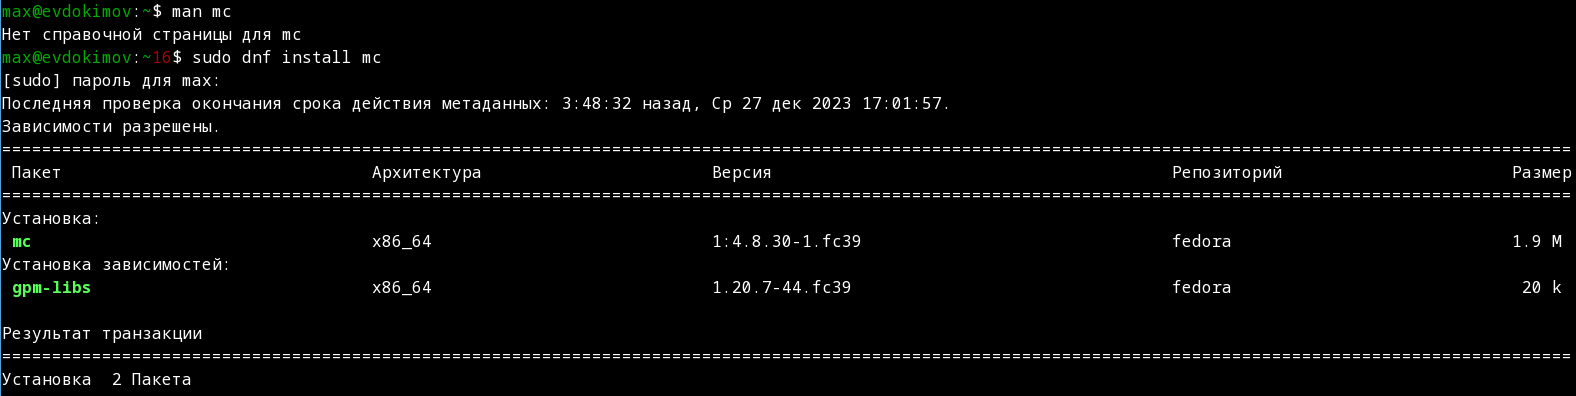 max@evdokimov:~$ man mc
Нет справочной страницы для mc
max@evdokimov:~16$ sudo dnf install mc
[sudo] пароль для max:
Последняя проверка окончания срока действия метаданных: 3:48:32 назад, Ср 27 дек 2023 17:01:57.
Зависимости разрешены.
=============================================================================================================================================================
Пакет Архитектура Версия Репозиторий Размер
=============================================================================================================================================================
Установка:
mc x86_64 1:4.8.30-1.fc39 fedora 1.9 M
Установка зависимостей:
gpm-libs x86_64 1.20.7-44.fc39 fedora 20 k
Результат транзакции
=============================================================================================================================================================
Установка  2 Пакета